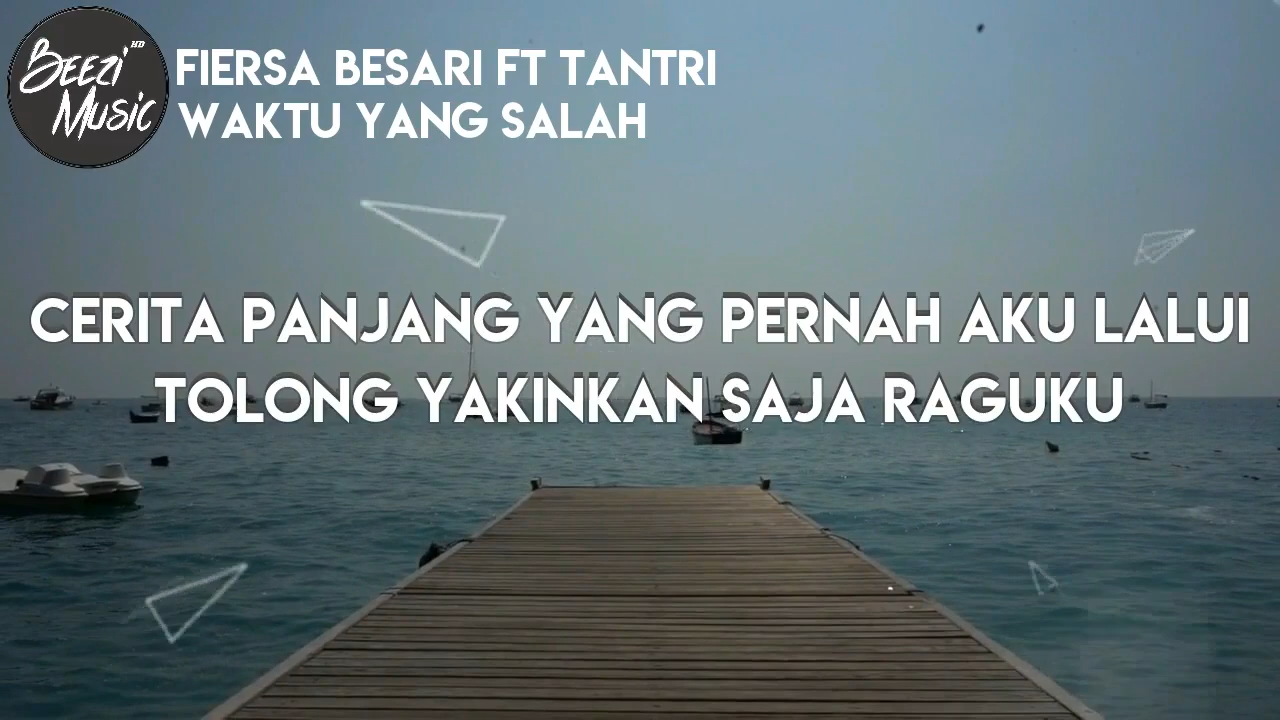 BEEZI HD
MUSIC
FIERSA BESARI FT TANTRI
WAKTU YANG SALAH
CERITA PANJANG YANG PERNAH AKU LALUI
TOLONG YAKINKAN SAJA RAGUKU